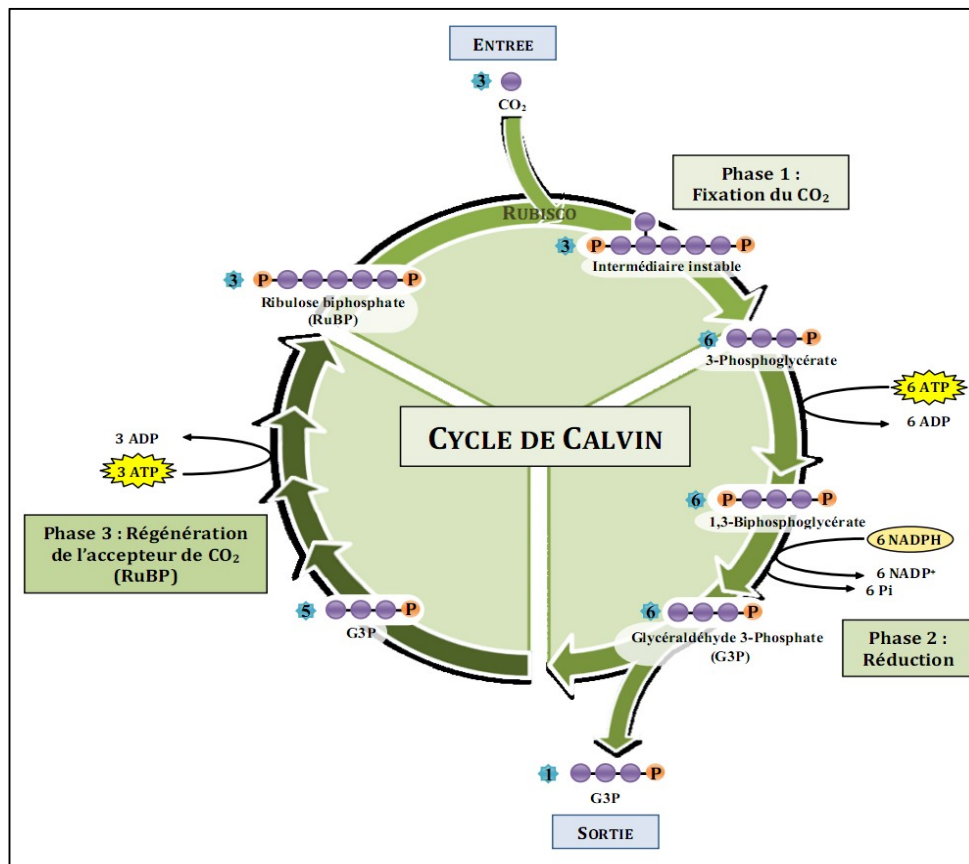 ENTREE
3
CO₂
Phase 1 :
Fixation du CO₂
RUBISCO
3 P P
Intermédiaire instable
3 P P
Ribulose biphosphate
(RuBP)
6 P
3-Phosphoglycérate
6 ATP
6 ADP
CYCLE DE CALVIN
3 ADP
3 ATP
6 P P
1,3-Biphosphoglycérate
Phase 3 : Régénération
de l'accepteur de CO₂
(RuBP)
6 NADPH
6 NADP⁺
6 Pi
5 P
G3P
6 P
Glycéraldéhyde 3-Phosphate
(G3P)
Phase 2 :
Réduction
1 P
G3P
SORTIE